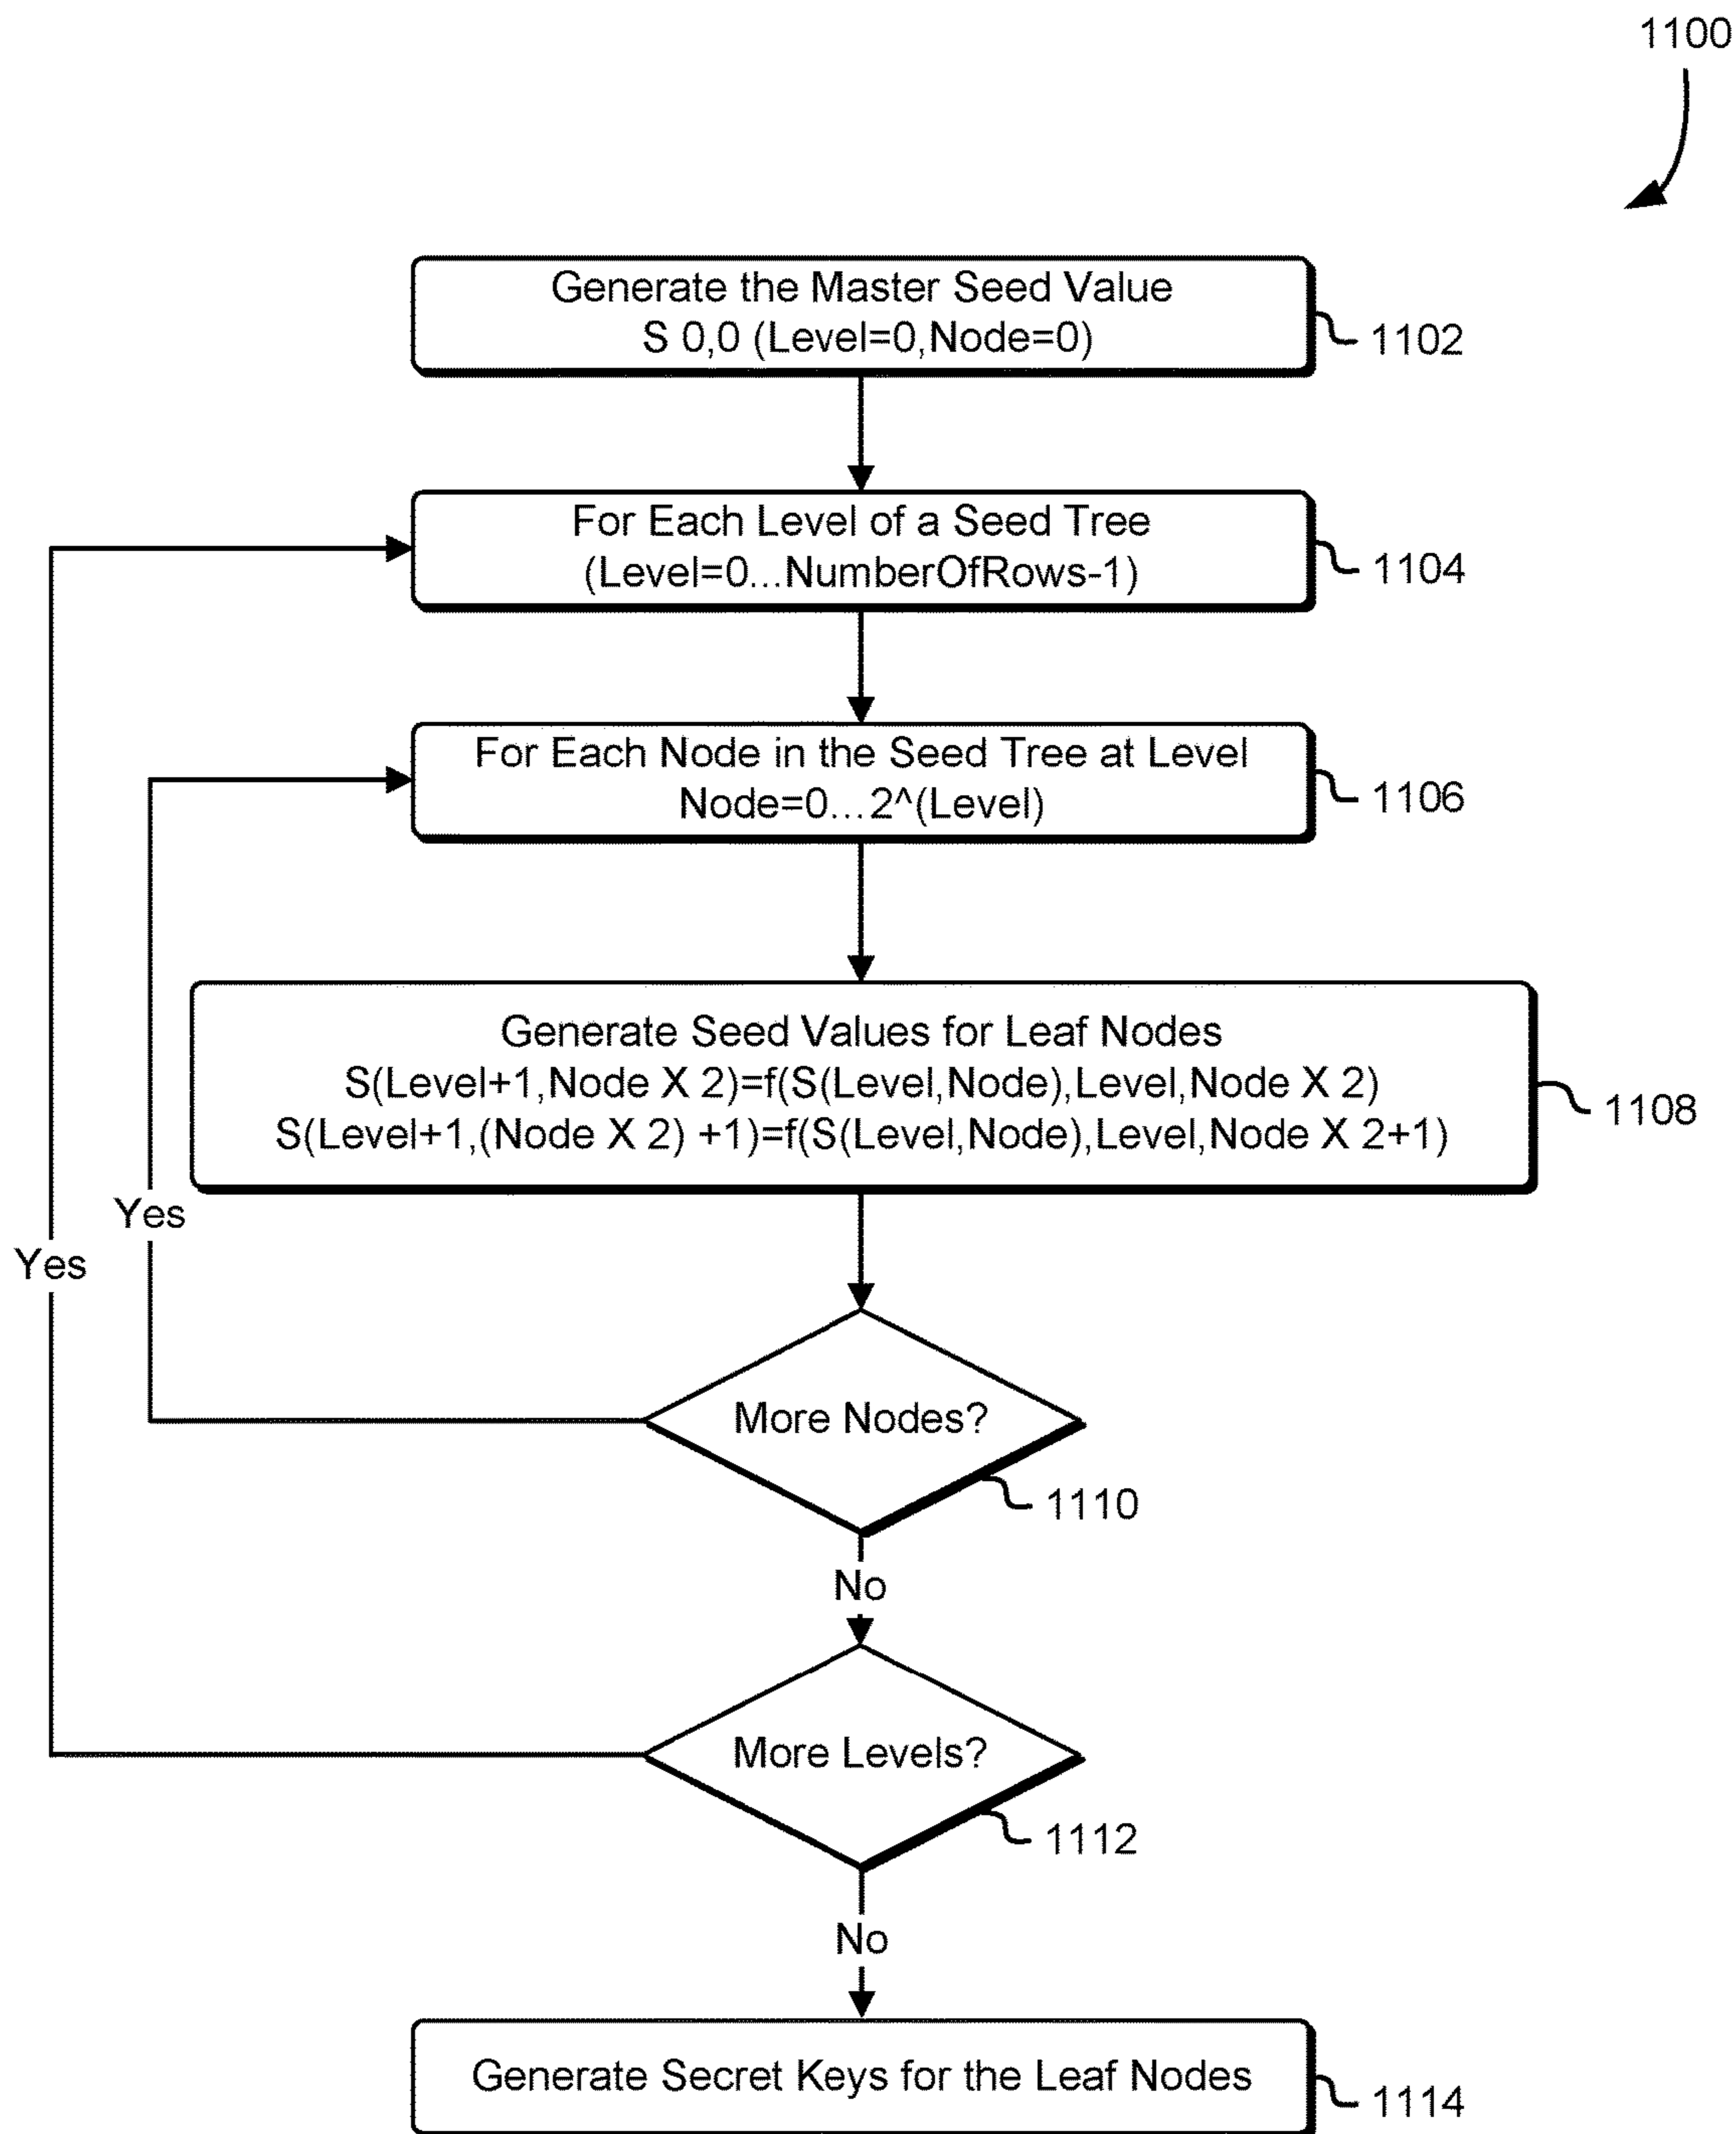 1100
Generate the Master Seed Value
S 0,0 (Level=0,Node=0)
1102
For Each Level of a Seed Tree
(Level=0...NumberOfRows-1)
1104
For Each Node in the Seed Tree at Level
Node=0...2^(Level)
1106
Generate Seed Values for Leaf Nodes
S(Level+1,Node X 2)=f(S(Level,Node),Level,Node X 2)
S(Level+1,(Node X 2) +1)=f(S(Level,Node),Level,Node X 2+1)
1108
Yes
Yes
More Nodes?
1110
No
More Levels?
1112
No
Generate Secret Keys for the Leaf Nodes
1114